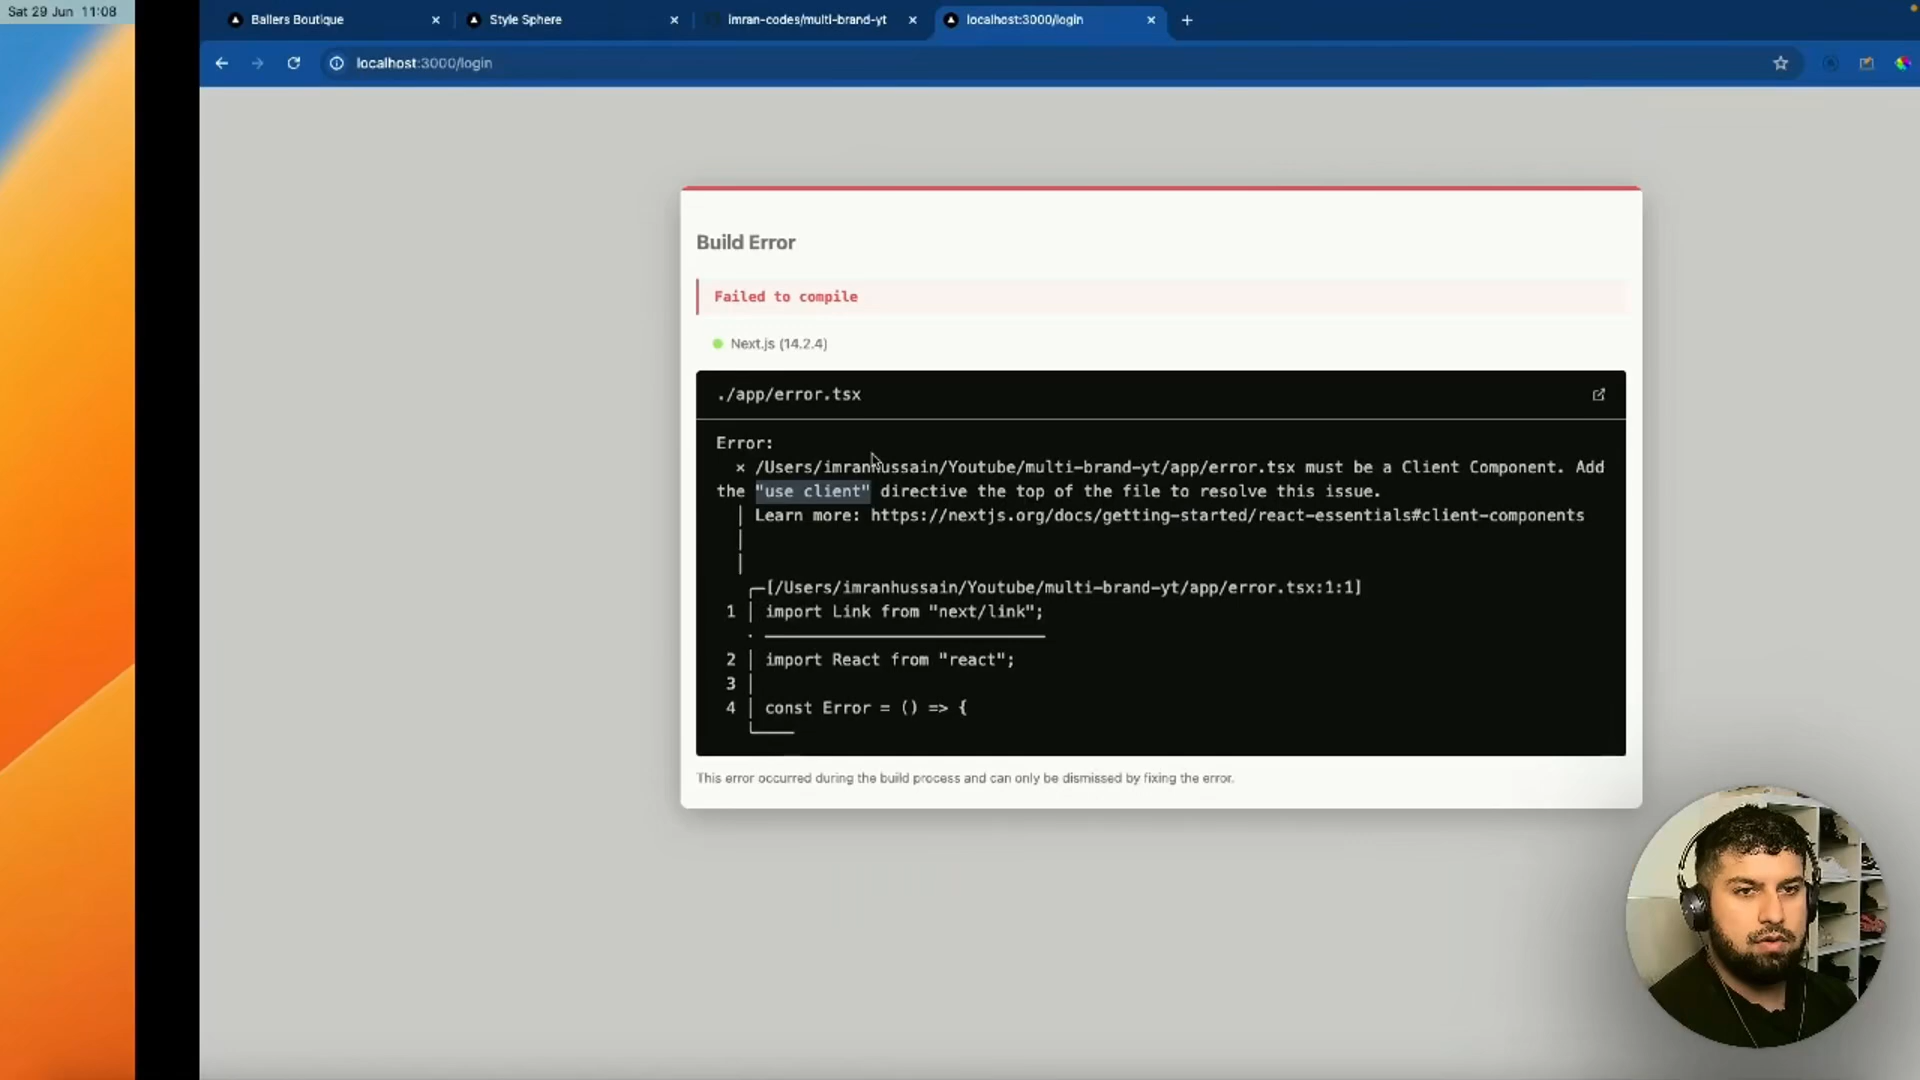 Sat 29 Jun 11:08
Ballers Boutique
Style Sphere
imran-codes/multi-brand-yt
localhost:3000/login
localhost:3000/login
Build Error
Failed to compile
Next.js (14.2.4)
./app/error.tsx
Error:
× /Users/imranhussain/Youtube/multi-brand-yt/app/error.tsx must be a Client Component. Add
the "use client" directive the top of the file to resolve this issue.
│ Learn more: https://nextjs.org/docs/getting-started/react-essentials#client-components
│
│
╭─[/Users/imranhussain/Youtube/multi-brand-yt/app/error.tsx:1:1]
1 │ import Link from "next/link";
· ─────────────────────────────
2 │ import React from "react";
3 │
4 │ const Error = () => {
╰────
This error occurred during the build process and can only be dismissed by fixing the error.